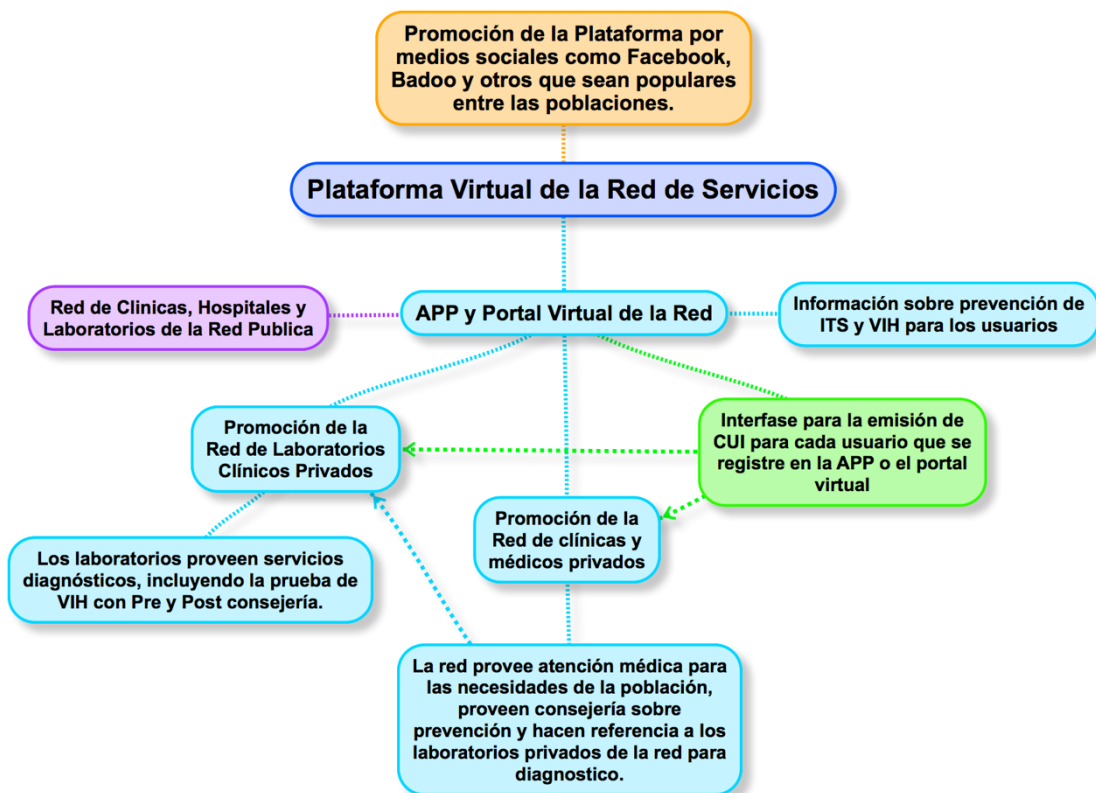 Promoción de la Plataforma por
medios sociales como Facebook,
Badoo y otros que sean populares
entre las poblaciones.
Plataforma Virtual de la Red de Servicios
Red de Clinicas, Hospitales y
Laboratorios de la Red Publica
APP y Portal Virtual de la Red
Información sobre prevención de
ITS y VIH para los usuarios
Promoción de la
Red de Laboratorios
Clínicos Privados
Interfase para la emisión de
CUI para cada usuario que se
registre en la APP o el portal
virtual
Promoción de la
Red de clínicas y
médicos privados
Los laboratorios proveen servicios
diagnósticos, incluyendo la prueba de
VIH con Pre y Post consejería.
La red provee atención médica para
las necesidades de la población,
proveen consejería sobre
prevención y hacen referencia a los
laboratorios privados de la red para
diagnostico.